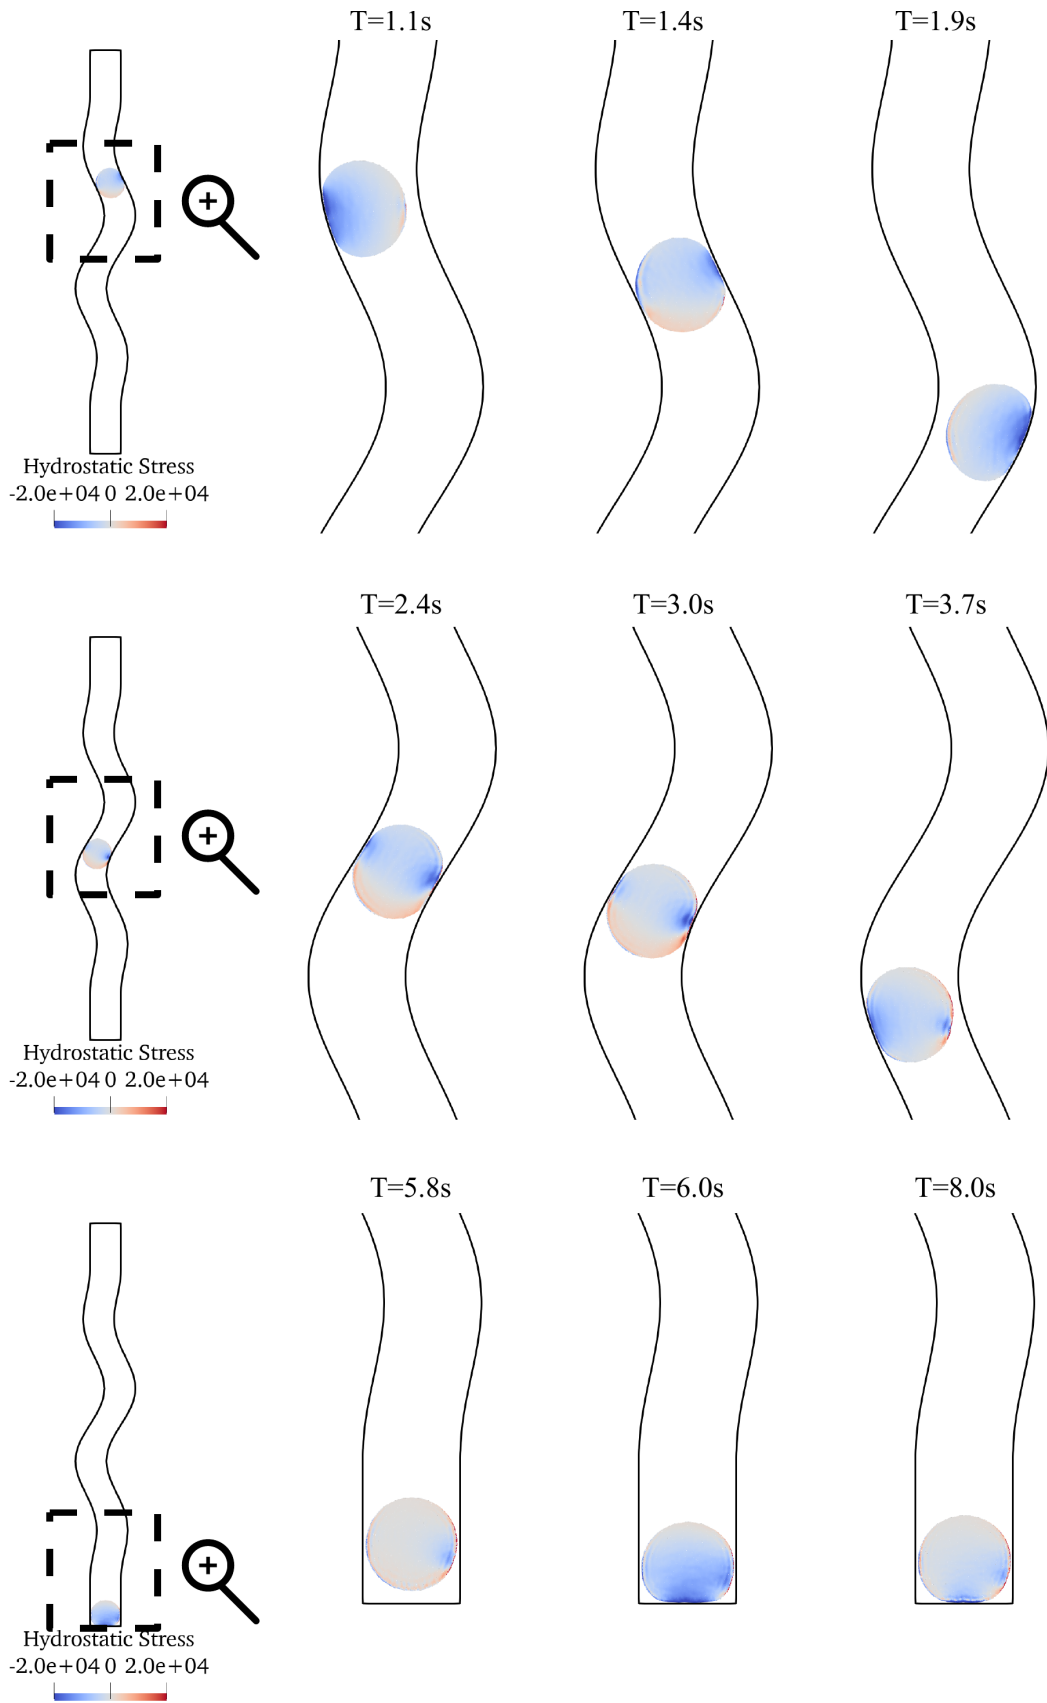 T=1.1s
T=1.4s
T=1.9s
Hydrostatic Stress
-2.0e+04 0 2.0e+04
T=2.4s
T=3.0s
T=3.7s
Hydrostatic Stress
-2.0e+04 0 2.0e+04
T=5.8s
T=6.0s
T=8.0s
Hydrostatic Stress
-2.0e+04 0 2.0e+04